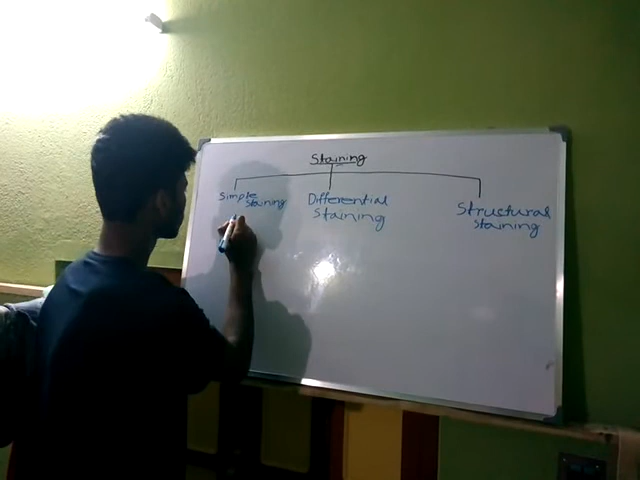 Staining
Simple
Staining
Differential
Staining
Structural
Staining